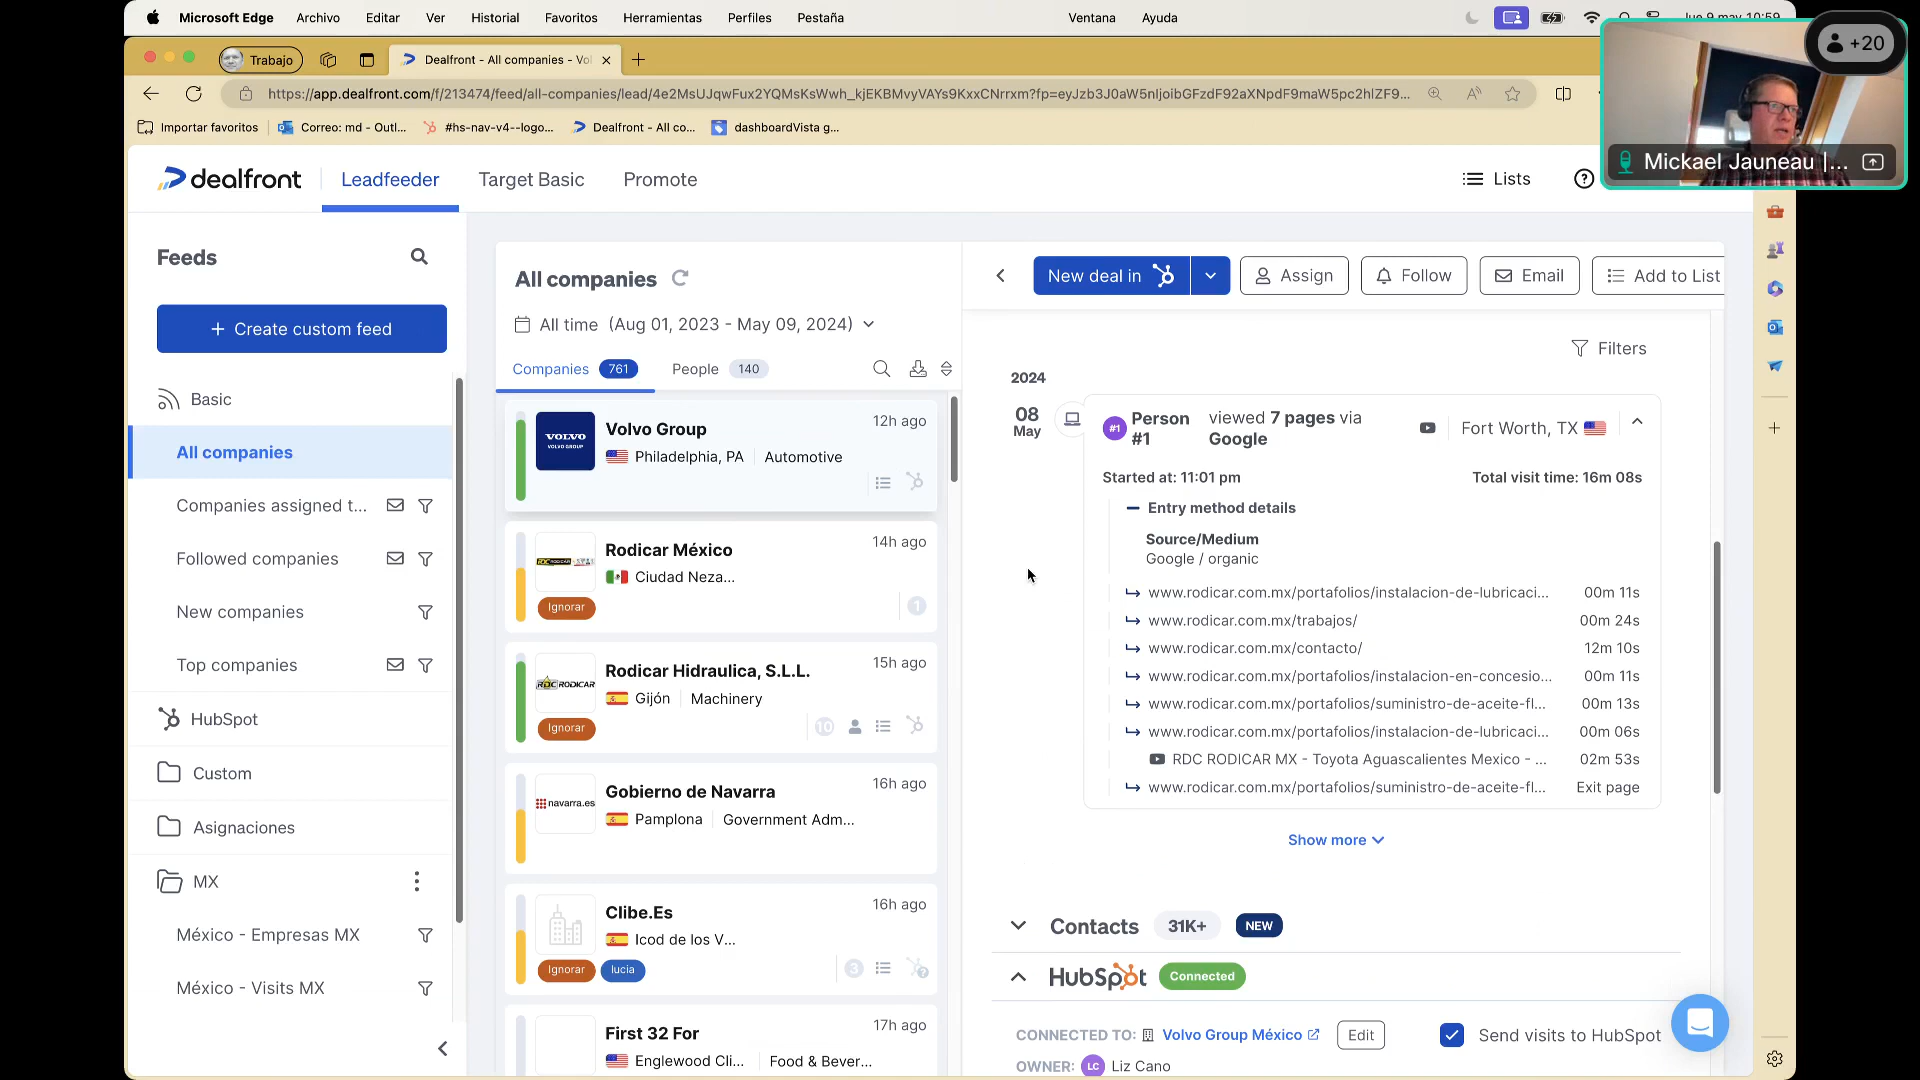 Microsoft Edge Archivo Editar Ver Historial Favoritos Herramientas Perfiles Pestaña Ventana Ayuda
+20
Trabajo
Dealfront - All companies - Vol
https://app.dealfront.com/f/213474/feed/all-companies/lead/
Importar favoritos
Correo: md - Outl...
#hs-nav-v4--logo...
Dealfront - All co...
dashboardVista g...
Mickael Jauneau |...
dealfront
Leadfeeder
Target Basic
Promote
Lists
Feeds
+ Create custom feed
Basic
All companies
Companies assigned t...
Followed companies
New companies
Top companies
HubSpot
Custom
Asignaciones
MX
México - Empresas MX
México - Visits MX
All companies
All time (Aug 01, 2023 - May 09, 2024)
Companies 761
People 140
VOLVO
VOLVO GROUP
Volvo Group
12h ago
Philadelphia, PA Automotive
Rodicar México
14h ago
Ciudad Neza...
Ignorar
1
RDC RODICAR
Rodicar Hidraulica, S.L.L.
15h ago
Gijón Machinery
Ignorar
10
navarra.es
Gobierno de Navarra
16h ago
Pamplona Government Adm...
Clibe.Es
16h ago
Icod de los V...
Ignorar lucia
3
First 32 For
17h ago
Englewood Cli... Food & Bever...
New deal in
Assign
Follow
Email
Add to List
Filters
2024
08
May
#1
Person #1
viewed 7 pages via Google
Fort Worth, TX
Started at: 11:01 pm
Total visit time: 16m 08s
Entry method details
Source/Medium
Google / organic
www.rodicar.com.mx/portafolios/instalacion-de-lubricaci... 00m 11s
www.rodicar.com.mx/trabajos/ 00m 24s
www.rodicar.com.mx/contacto/ 12m 10s
www.rodicar.com.mx/portafolios/instalacion-en-concesio... 00m 11s
www.rodicar.com.mx/portafolios/suministro-de-aceite-fl... 00m 13s
www.rodicar.com.mx/portafolios/instalacion-de-lubricaci... 00m 06s
RDC RODICAR MX - Toyota Aguascalientes Mexico - ... 02m 53s
www.rodicar.com.mx/portafolios/suministro-de-aceite-fl... Exit page
Show more
Contacts 31K+ NEW
HubSpot Connected
CONNECTED TO: Volvo Group México Edit
Send visits to HubSpot
OWNER: LC Liz Cano